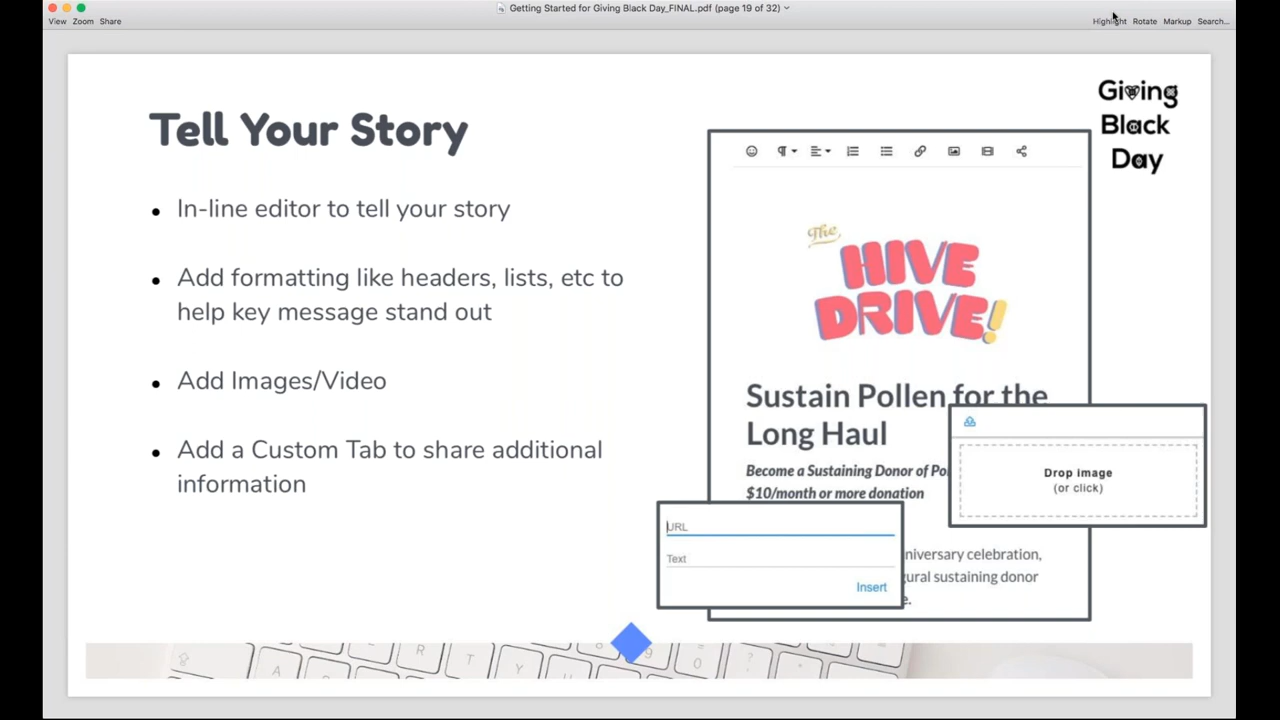 Getting Started for Giving Black Day_FINAL.pdf (page 19 of 32)
View Zoom Share
Highlight Rotate Markup Search...
Giving
Black
Day
Tell Your Story
In-line editor to tell your story
Add formatting like headers, lists, etc to
help key message stand out
Add Images/Video
Add a Custom Tab to share additional
information
The
HIVE
DRIVE!
Sustain Pollen for the
Long Haul
Become a Sustaining Donor of
$10/month or more donation
Drop image
(or click)
URL
Text
Insert
celebration,
sustaining donor
R
T
Y
9
0
P
A